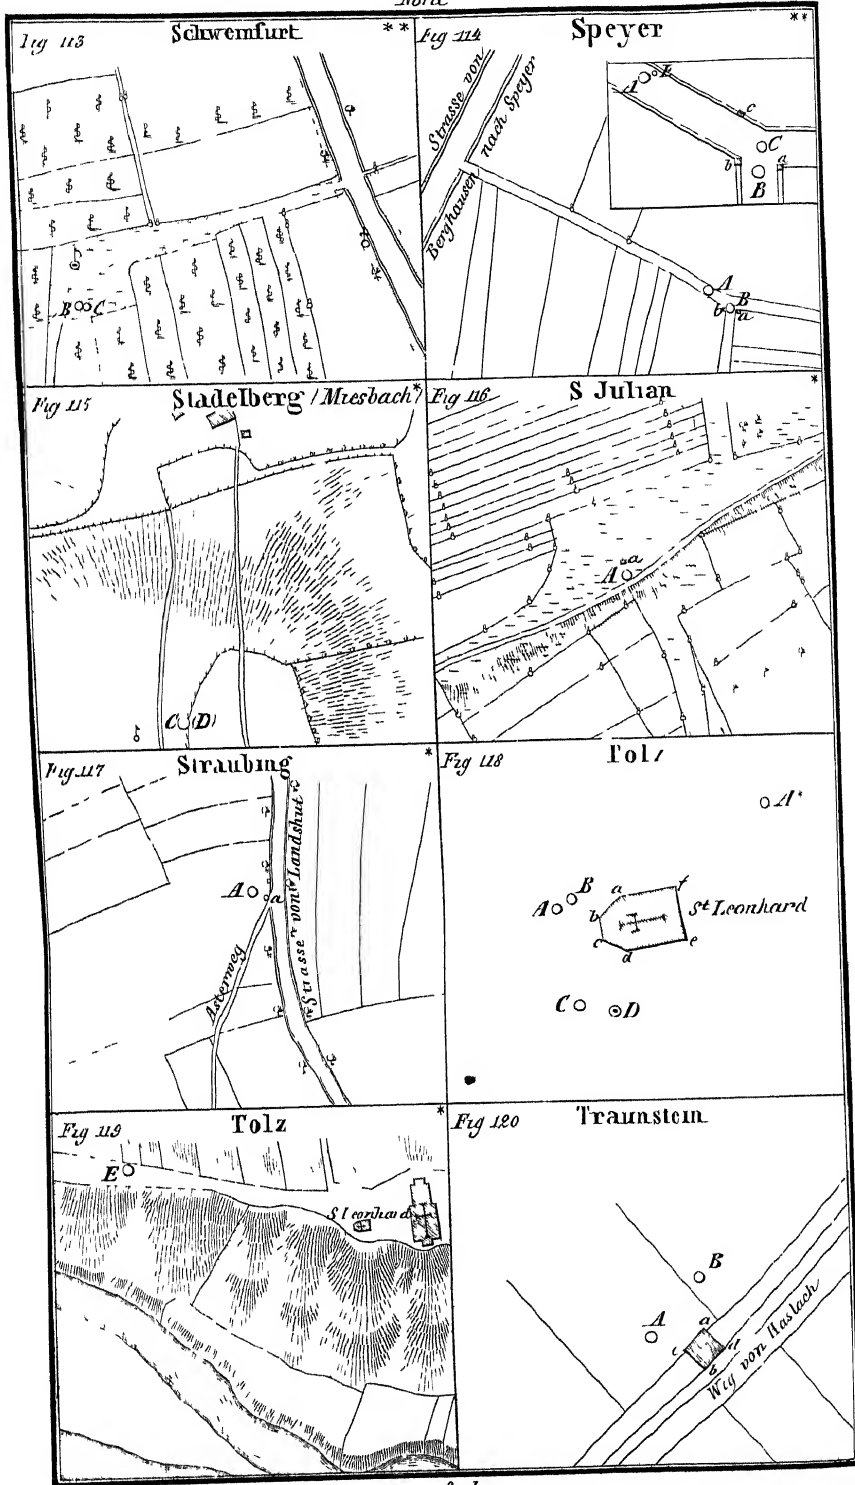 Nord
Fig 113
Schweinfurt
**
B C
Fig 114
Speyer
**
Strasse von
nach Speyer
Berghausen
A
E
c
C
b
a
B
A
B
b
a
Fig 115
Stadelberg (Miesbach)
*
C (D)
Fig 116
S Julian
*
a
A
Fig. 117
Straubing
*
A
a
Strasse von Landshut
Asterweg
Fig 118
Tolz
A'
B
A
a
f
b
St Leonhard
c
d
e
C
D
Fig 119
Tolz
*
E
S Leonhard
Fig 120
Traunstein
B
A
a
c
d
b
Weg von Haslach